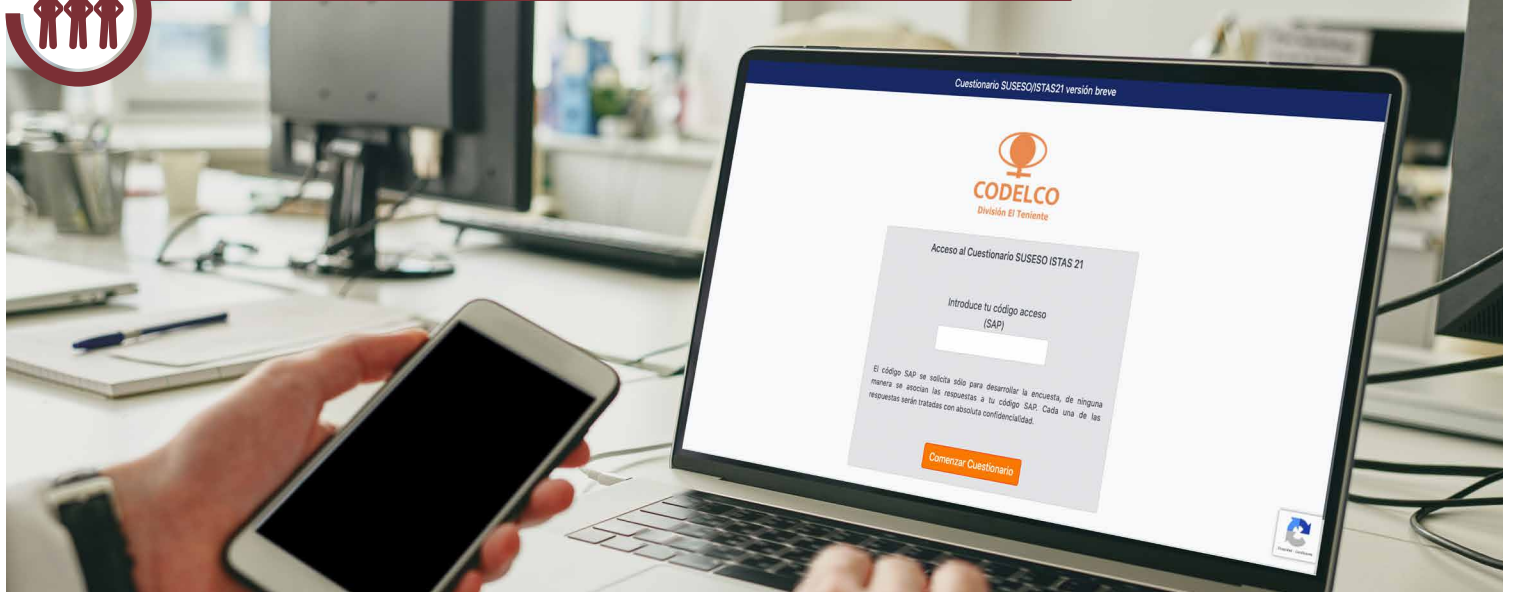 Cuestionario SUSESO/ISTAS21 versión breve
CODELCO
División El Teniente
Acceso al Cuestionario SUSESO ISTAS 21
Introduce tu código acceso
(SAP)
El código SAP se solicita sólo para desarrollar la encuesta, de ninguna
manera se asocian las respuestas a tu código SAP. Cada una de las
respuestas serán tratadas con absoluta confidencialidad.
Comenzar Cuestionario